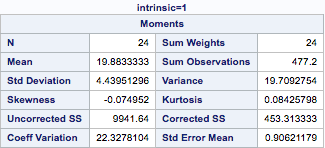 intrinsic=1
Moments
N 24 Sum Weights 24
Mean 19.8833333 Sum Observations 477.2
Std Deviation 4.43951296 Variance 19.7092754
Skewness -0.074952 Kurtosis 0.08425798
Uncorrected SS 9941.64 Corrected SS 453.313333
Coeff Variation 22.3278104 Std Error Mean 0.90621179